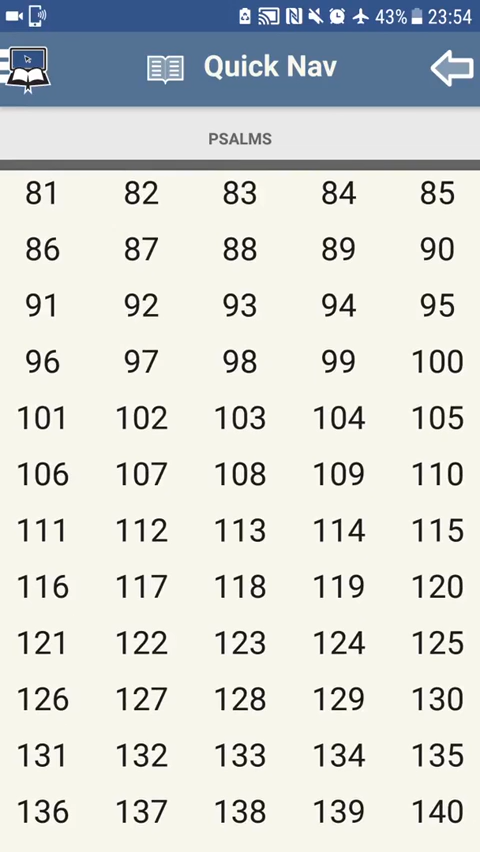 43% 23:54
Quick Nav
PSALMS
81 82 83 84 85
86 87 88 89 90
91 92 93 94 95
96 97 98 99 100
101 102 103 104 105
106 107 108 109 110
111 112 113 114 115
116 117 118 119 120
121 122 123 124 125
126 127 128 129 130
131 132 133 134 135
136 137 138 139 140